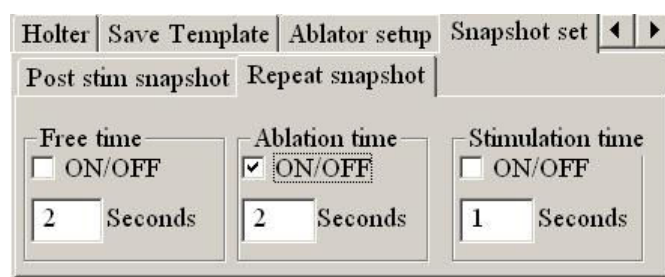 Holter Save Template Ablator setup Snapshot set
Post stim snapshot Repeat snapshot
Free time Ablation time Stimulation time
ON/OFF ON/OFF ON/OFF
2 Seconds 2 Seconds 1 Seconds